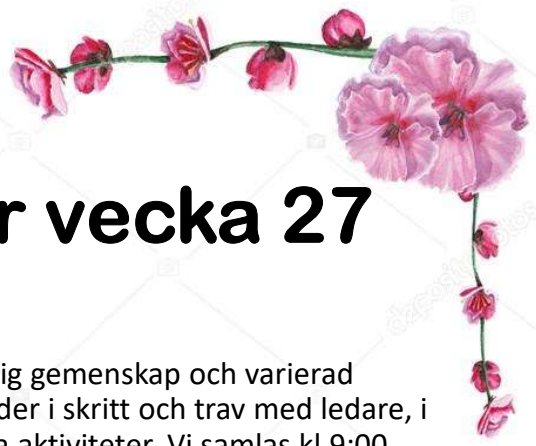 r vecka 27
ig gemenskap och varierad
der i skritt och trav med ledare, i
a aktiviteter. Vi samlas kl 9:00